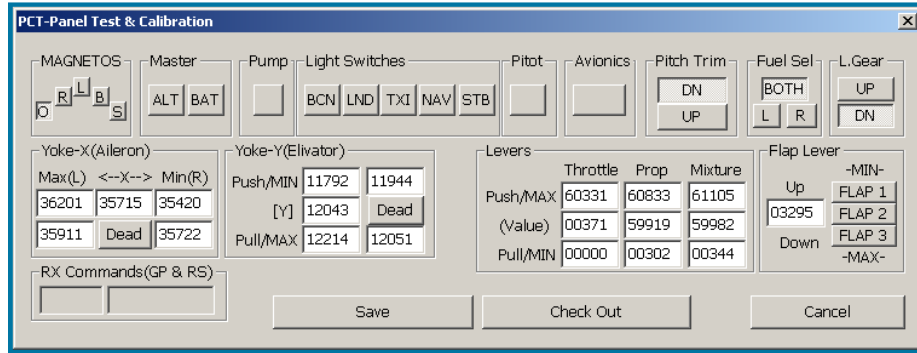 PCT-Panel Test & Calibration
MAGNETOS Master Pump Light Switches Pitot Avionics Pitch Trim Fuel Sel L.Gear
O R L B S ALT BAT BCN LND TXI NAV STB DN UP BOTH L R UP DN
Yoke-X(Aileron)
Max(L) <--X--> Min(R)
36201 35715 35420
35911 Dead 35722
Yoke-Y(Elivator)
Push/MIN 11792 11944
[Y] 12043 Dead
Pull/MAX 12214 12051
Levers
Throttle Prop Mixture
Push/MAX 60331 60833 61105
(Value) 00371 59919 59982
Pull/MIN 00000 00302 00344
Flap Lever
Up
03295
Down
-MIN-
FLAP 1
FLAP 2
FLAP 3
-MAX-
RX Commands(GP & RS)
Save Check Out Cancel